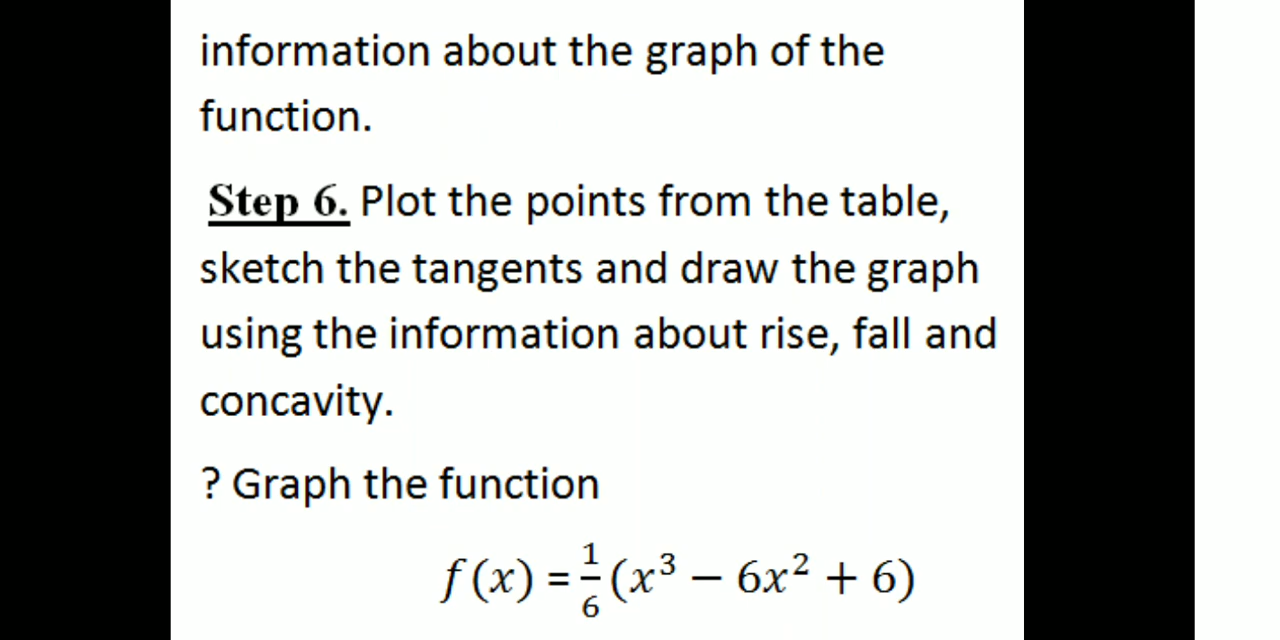 information about the graph of the
function.
Step 6. Plot the points from the table,
sketch the tangents and draw the graph
using the information about rise, fall and
concavity.
? Graph the function
f(x) = 1/6 (x³ − 6x² + 6)